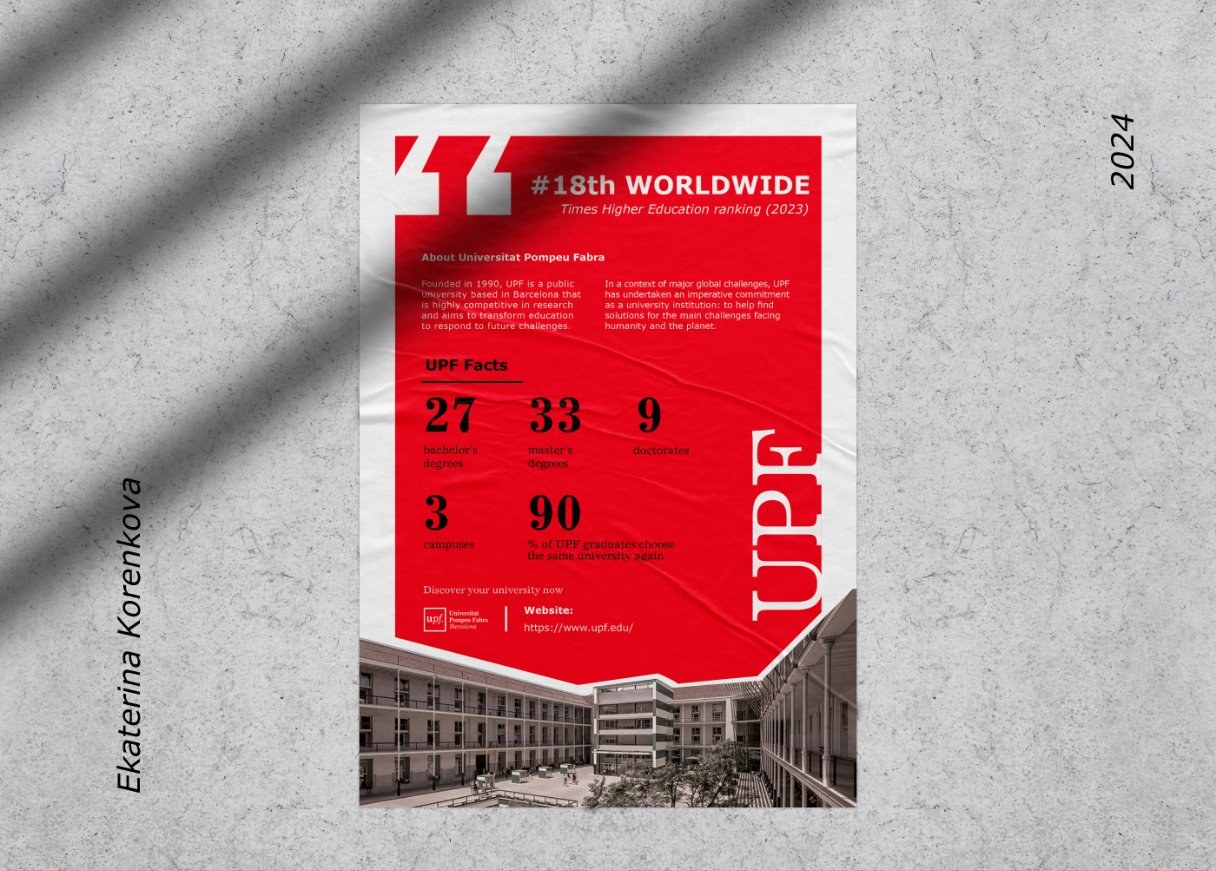 2024
#18th WORLDWIDE
Times Higher Education ranking (2023)
About Universitat Pompeu Fabra
Founded in 1990, UPF is a public
university based in Barcelona that
is highly competitive in research
and aims to transform education
to respond to future challenges.
In a context of major global challenges, UPF
has undertaken an imperative commitment
as a university institution: to help find
solutions for the main challenges facing
humanity and the planet.
UPF Facts
27
bachelor's
degrees
33
master's
degrees
9
doctorates
3
campuses
90
% of UPF graduates choose
the same university again
UPF
Discover your university now
upf.
Universitat
Pompeu Fabra
Barcelona
Website:
https://www.upf.edu/
Ekaterina Korenkova